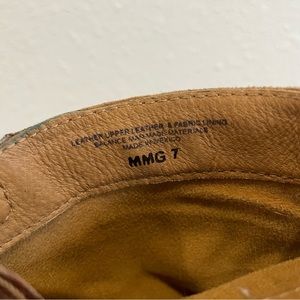 LEATHER UPPER LEATHER & FABRIC LINING
BALANCE MAN MADE MATERIALS
MADE IN MEXICO
MMG 7